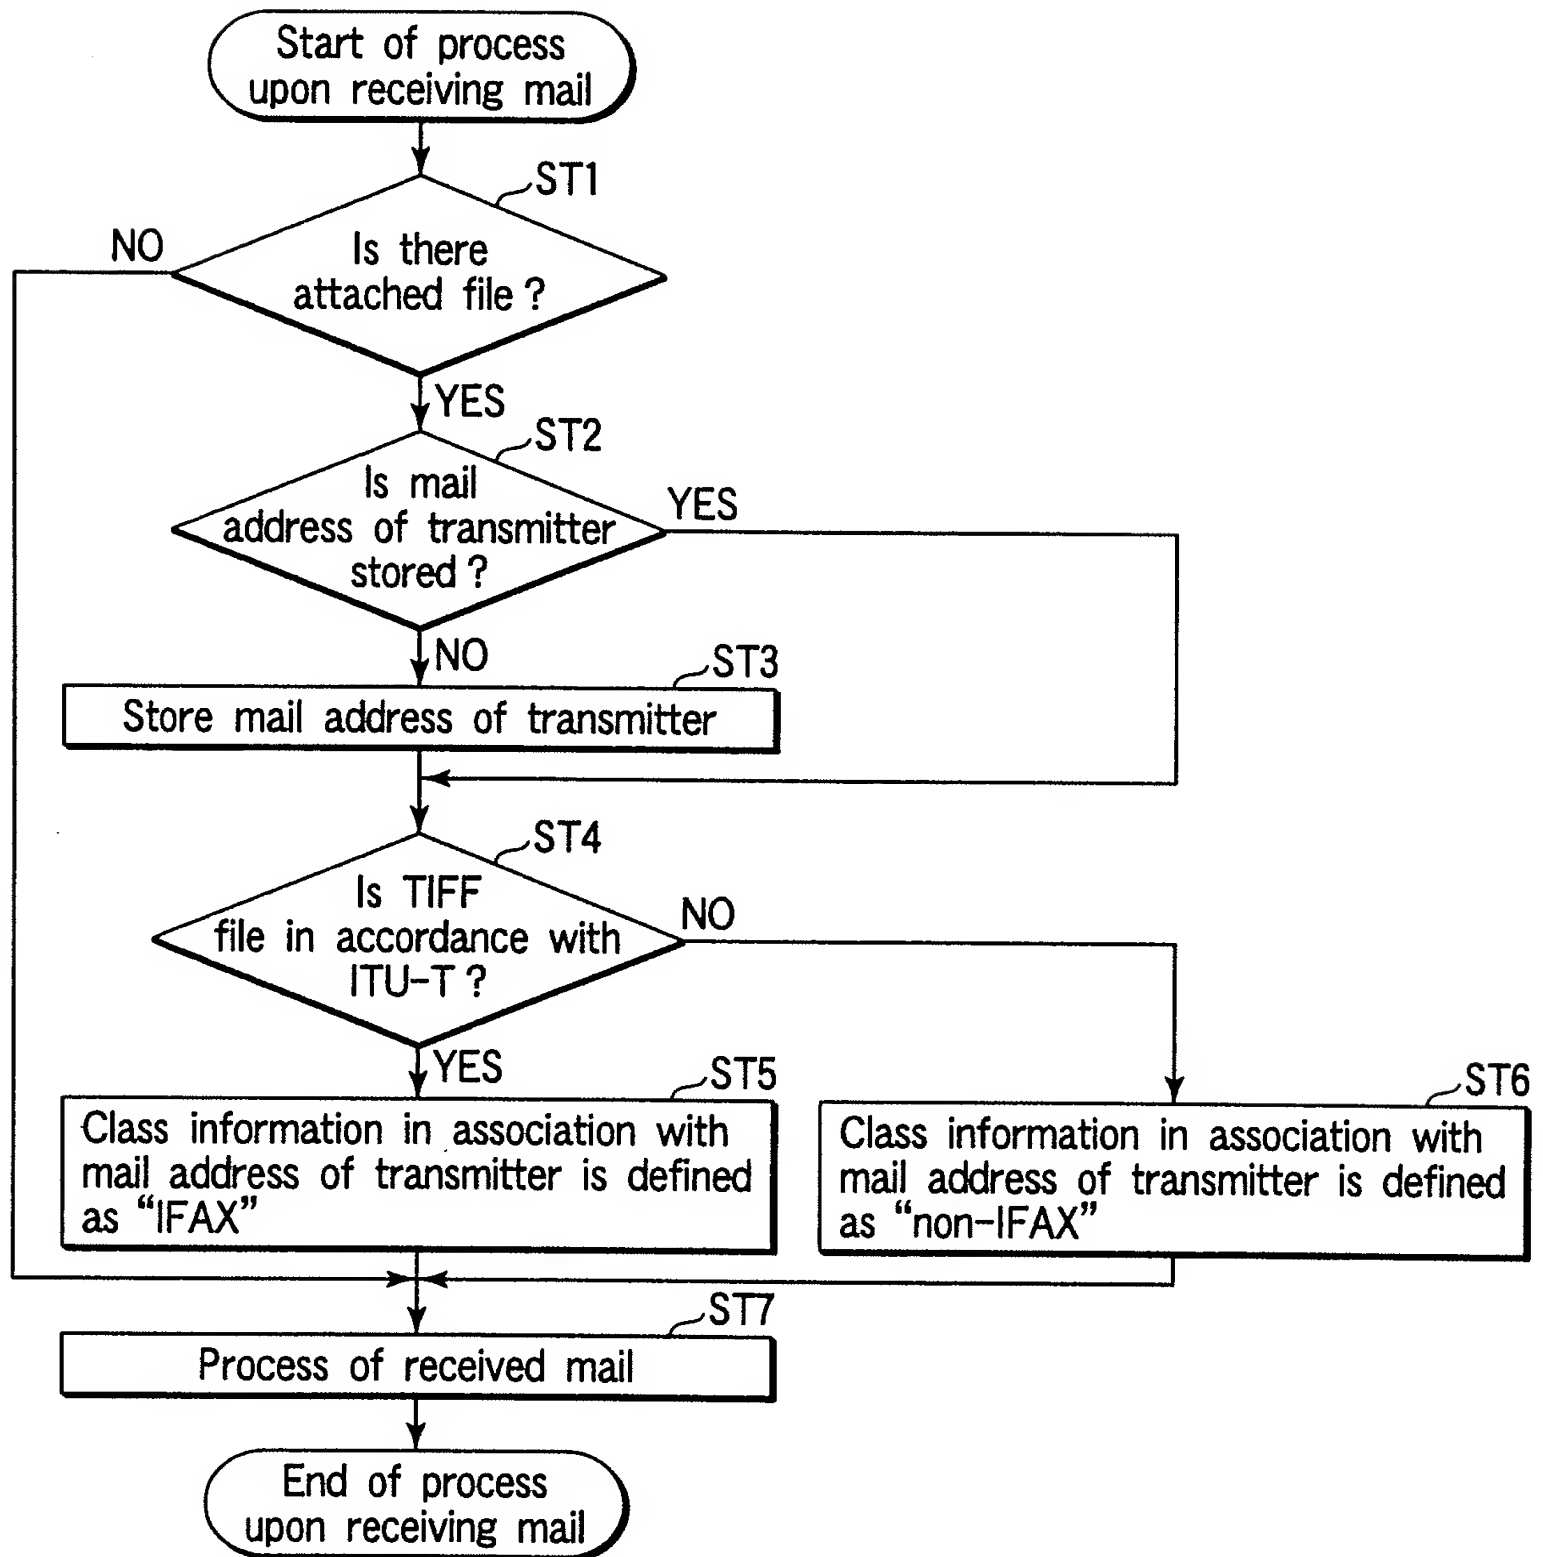 Start of process
upon receiving mail
ST1
NO
Is there
attached file?
YES
ST2
Is mail
address of transmitter
stored?
YES
NO
ST3
Store mail address of transmitter
ST4
Is TIFF
file in accordance with
ITU-T?
NO
YES
ST5
Class information in association with
mail address of transmitter is defined
as “IFAX”
ST6
Class information in association with
mail address of transmitter is defined
as “non-IFAX”
ST7
Process of received mail
End of process
upon receiving mail